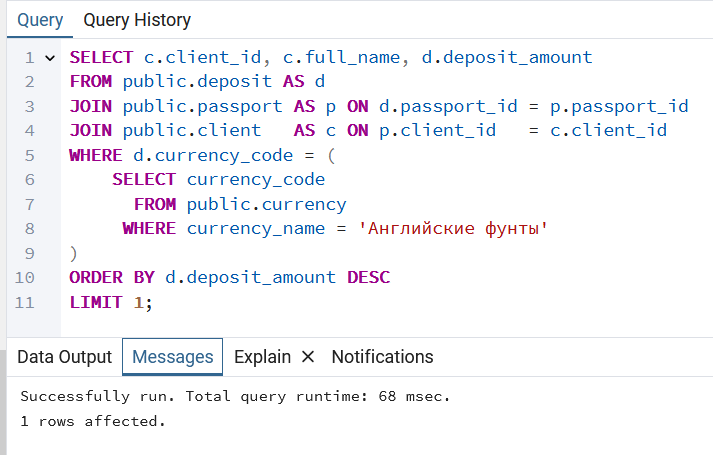 Query Query History
1 SELECT c.client_id, c.full_name, d.deposit_amount
2 FROM public.deposit AS d
3 JOIN public.passport AS p ON d.passport_id = p.passport_id
4 JOIN public.client   AS c ON p.client_id   = c.client_id
5 WHERE d.currency_code = (
6     SELECT currency_code
7       FROM public.currency
8      WHERE currency_name = 'Английские фунты'
9 )
10 ORDER BY d.deposit_amount DESC
11 LIMIT 1;
Data Output Messages Explain × Notifications
Successfully run. Total query runtime: 68 msec.
1 rows affected.